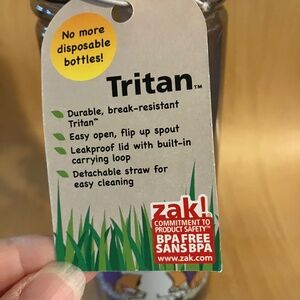 No more
disposable
bottles!
Tritan™
Durable, break-resistant
Tritan™
Easy open, flip up spout
Leakproof lid with built-in
carrying loop
Detachable straw for
easy cleaning
zak!
COMMITMENT TO
PRODUCT SAFETY™
BPA FREE
SANS BPA
www.zak.com